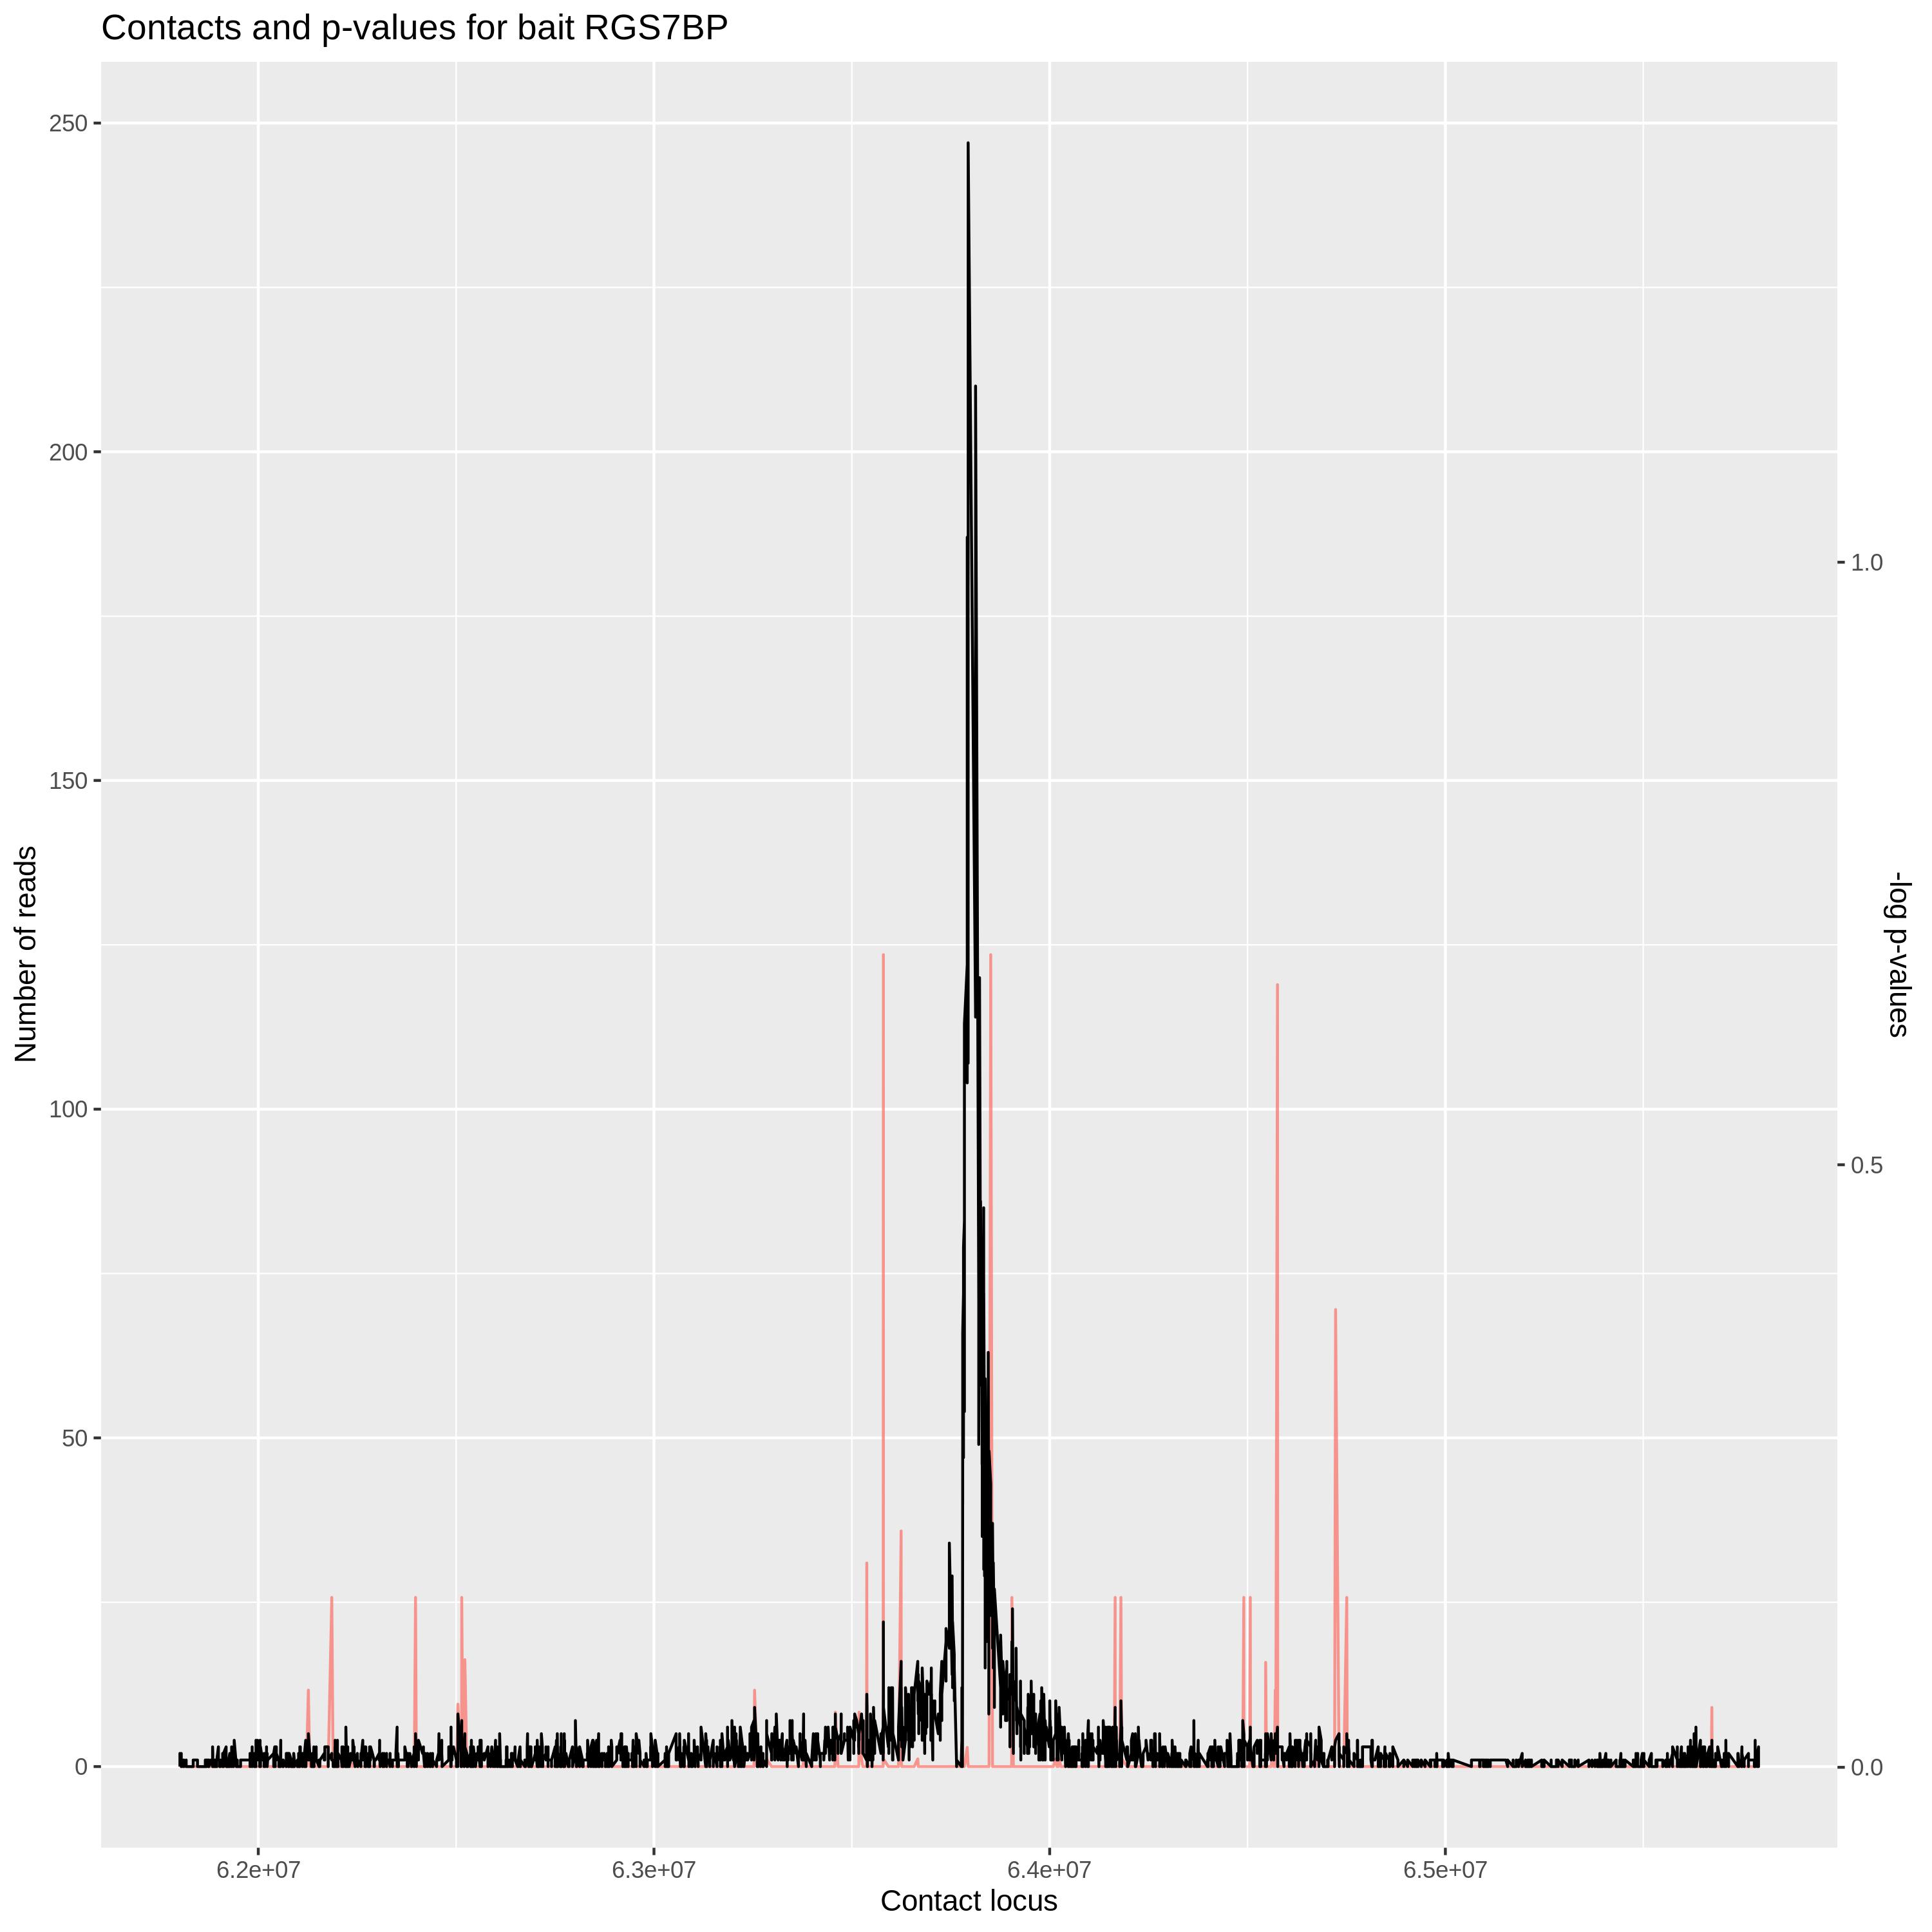 Contacts and p-values for bait RGS7BP
250
200
150
100
50
0
Number of reads
1.0
0.5
0.0
-log p-values
6.2e+07
6.3e+07
6.4e+07
6.5e+07
Contact locus